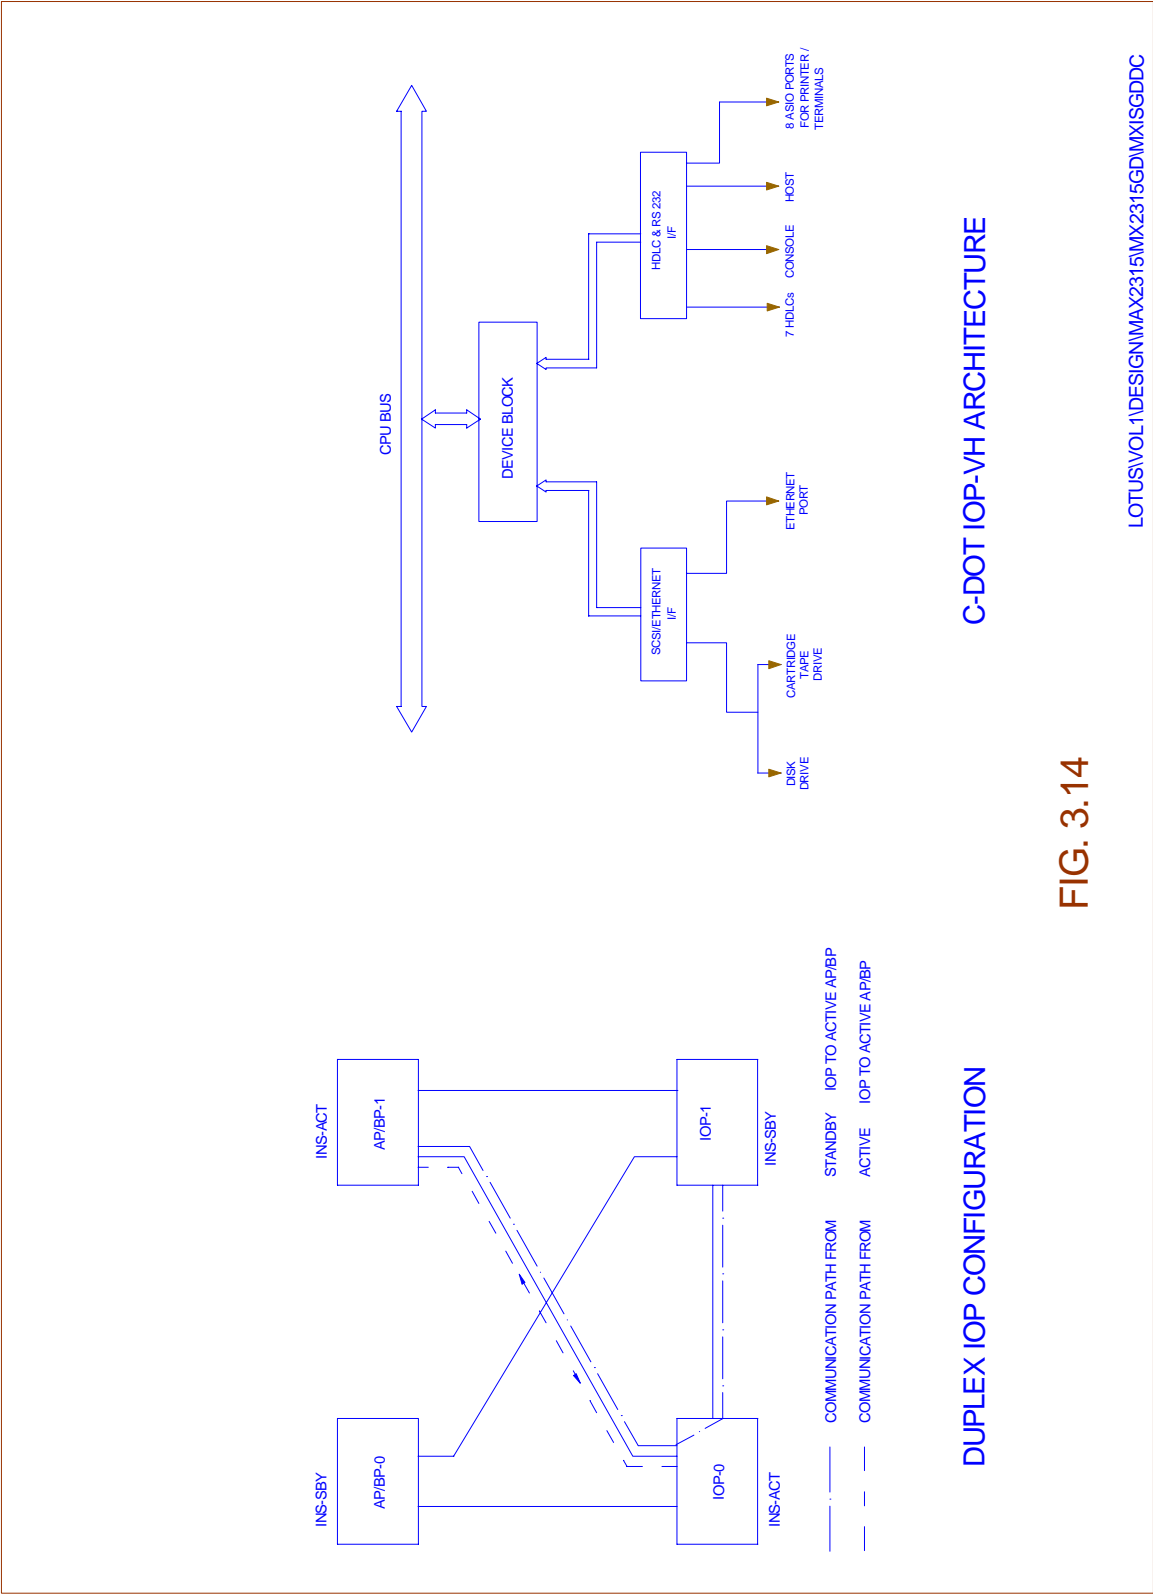 INS-SBY
AP/BP-0
INS-ACT
AP/BP-1
IOP-0
INS-ACT
IOP-1
INS-SBY
COMMUNICATION PATH FROM STANDBY IOP TO ACTIVE AP/BP
COMMUNICATION PATH FROM ACTIVE IOP TO ACTIVE AP/BP
DUPLEX IOP CONFIGURATION
CPU BUS
DEVICE BLOCK
SCSI/ETHERNET
I/F
HDLC & RS 232
I/F
DISK
DRIVE
CARTRIDGE
TAPE
DRIVE
ETHERNET
PORT
7 HDLCs
CONSOLE
HOST
8 ASIO PORTS
FOR PRINTER /
TERMINALS
C-DOT IOP-VH ARCHITECTURE
FIG. 3.14
LOTUS\VOL1\DESIGN\MAX2315\MX2315GD\MXISGDDC